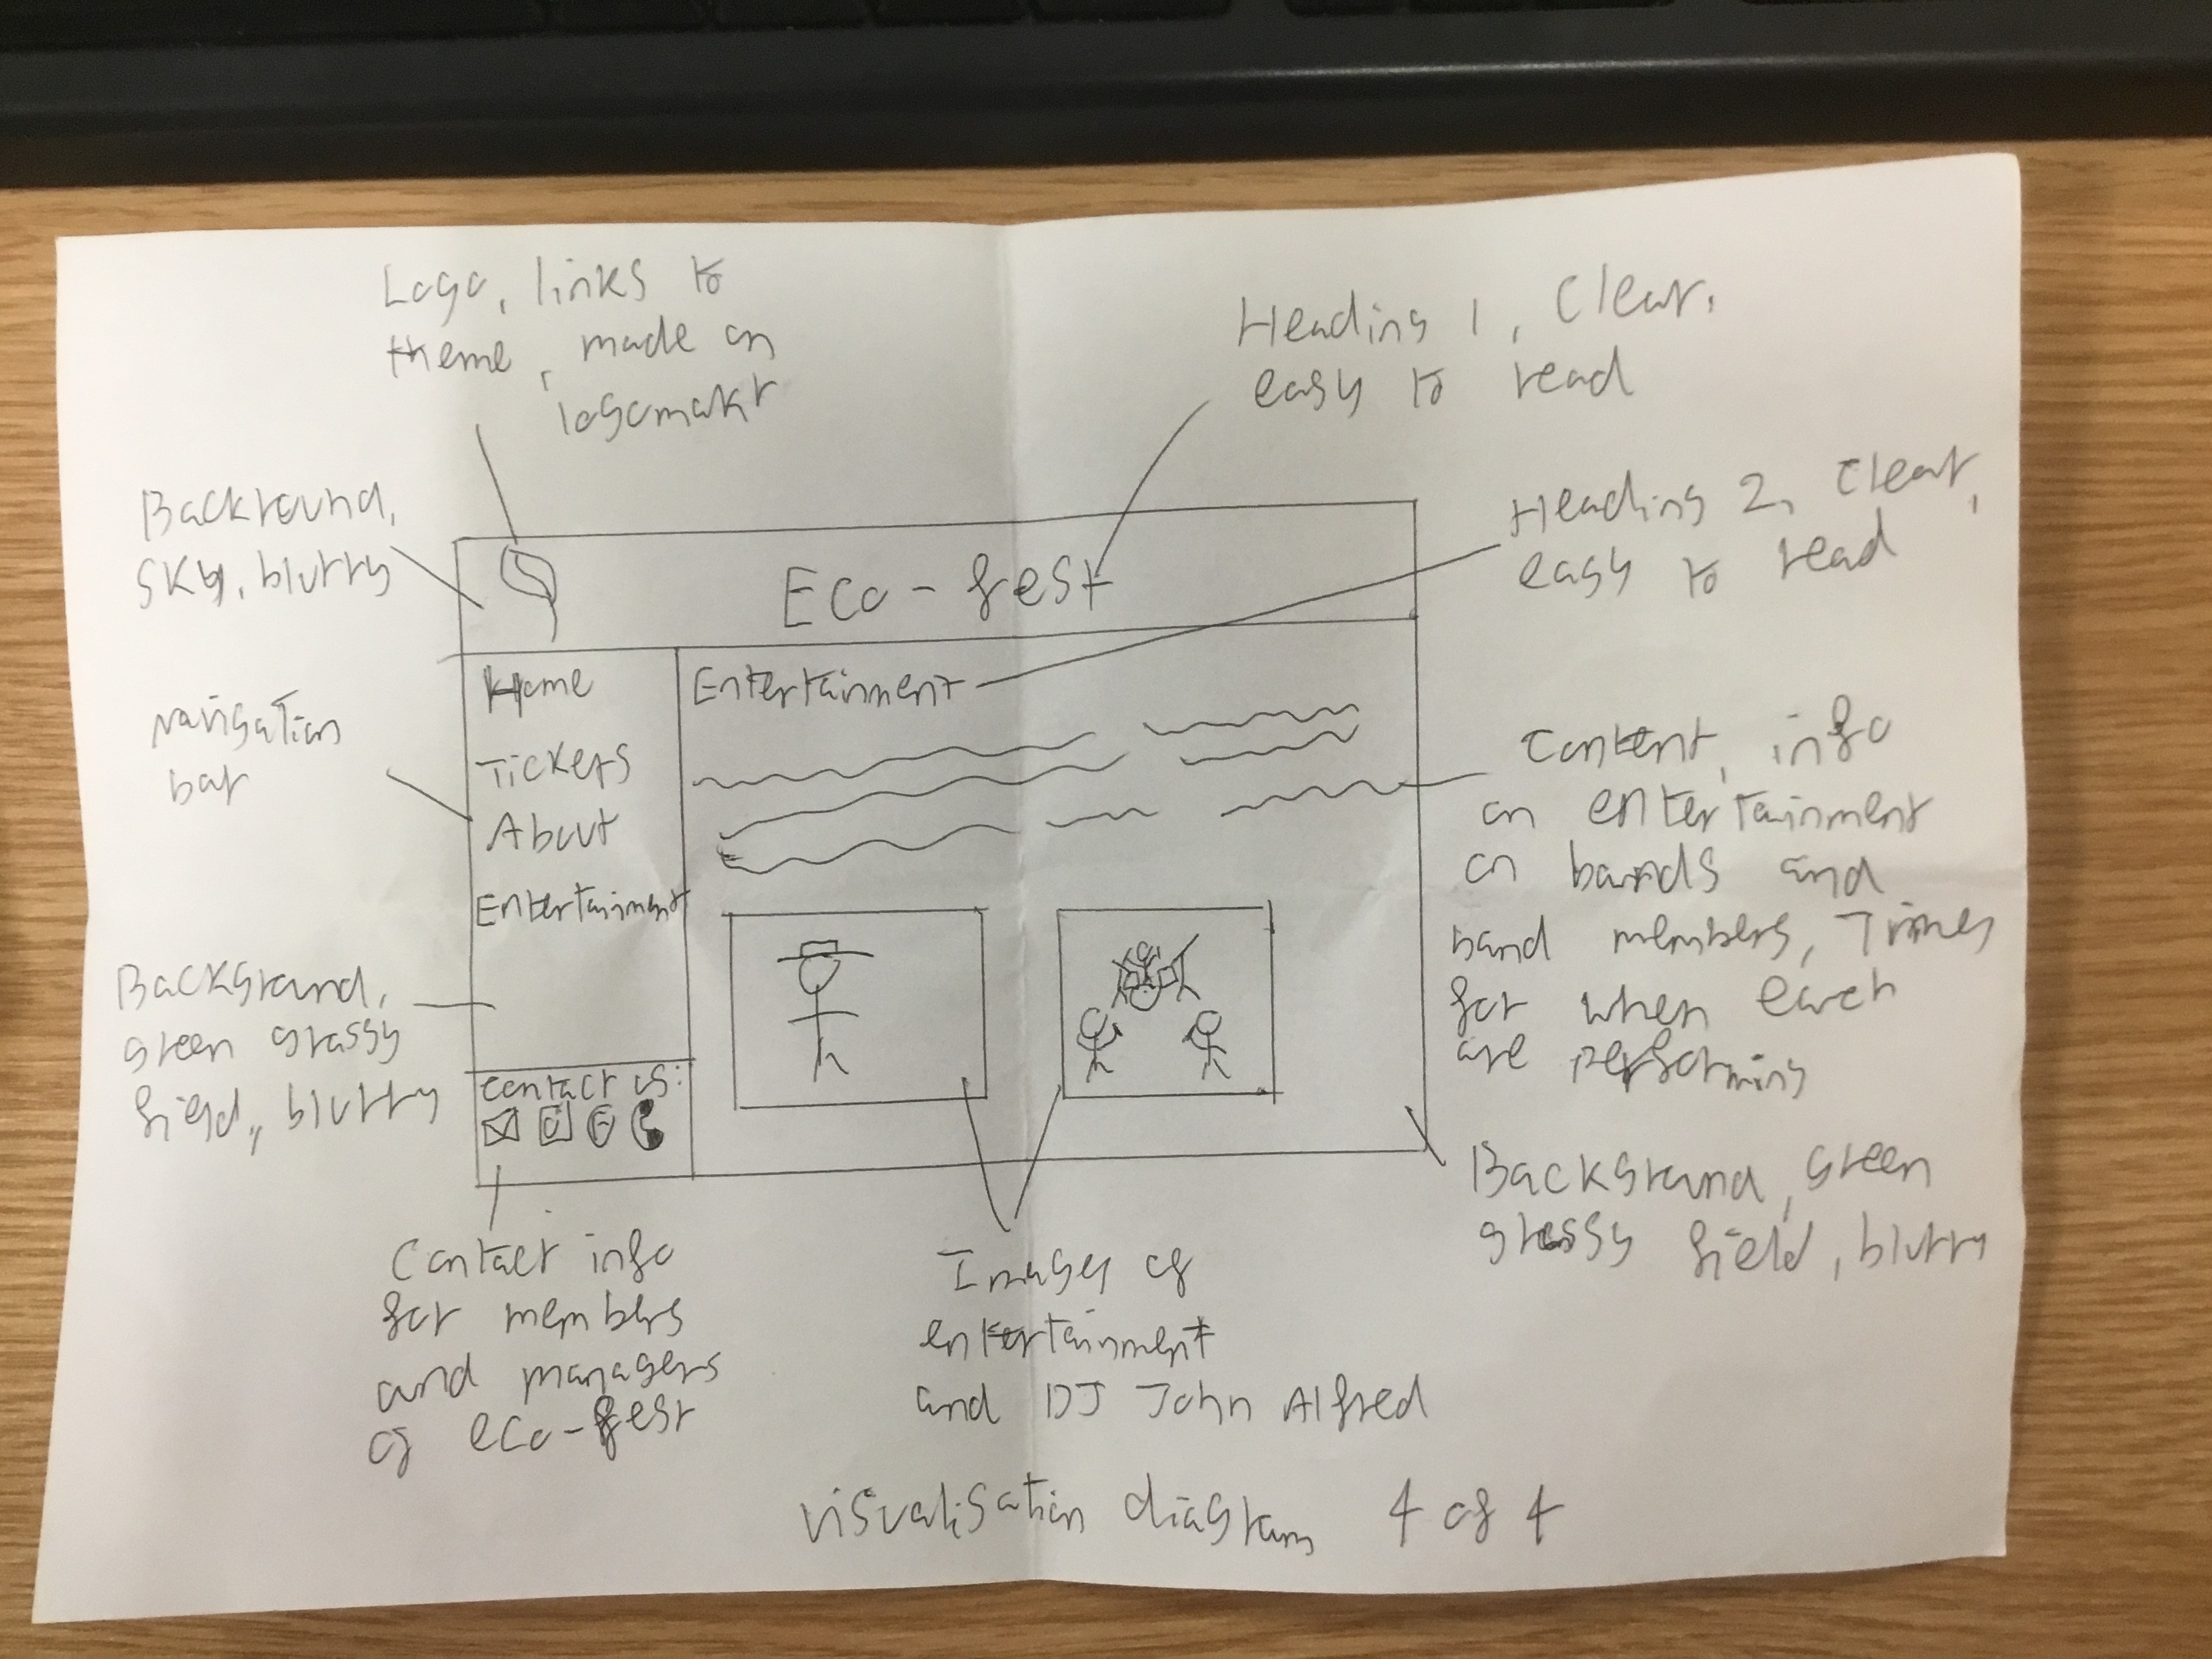 Logo, links to
theme, made on
logomakr
Heading 1, Clear,
easy to read
Backround,
sky, blurry
Heading 2, Clear,
easy to read
Eco-fest
Navigation
bar
Home
Tickets
About
Entertainment
Entertainment
Content, info
on entertainment
on bands and
band members, Times
for when each
are performing
Background,
green grassy
field, blurry
Contact us:
Background, green
grassy field, blurry
Contact info
for members
and managers
of eco-fest
Images of
entertainment
and DJ John Alfred
visualisation diagram 4 of 4